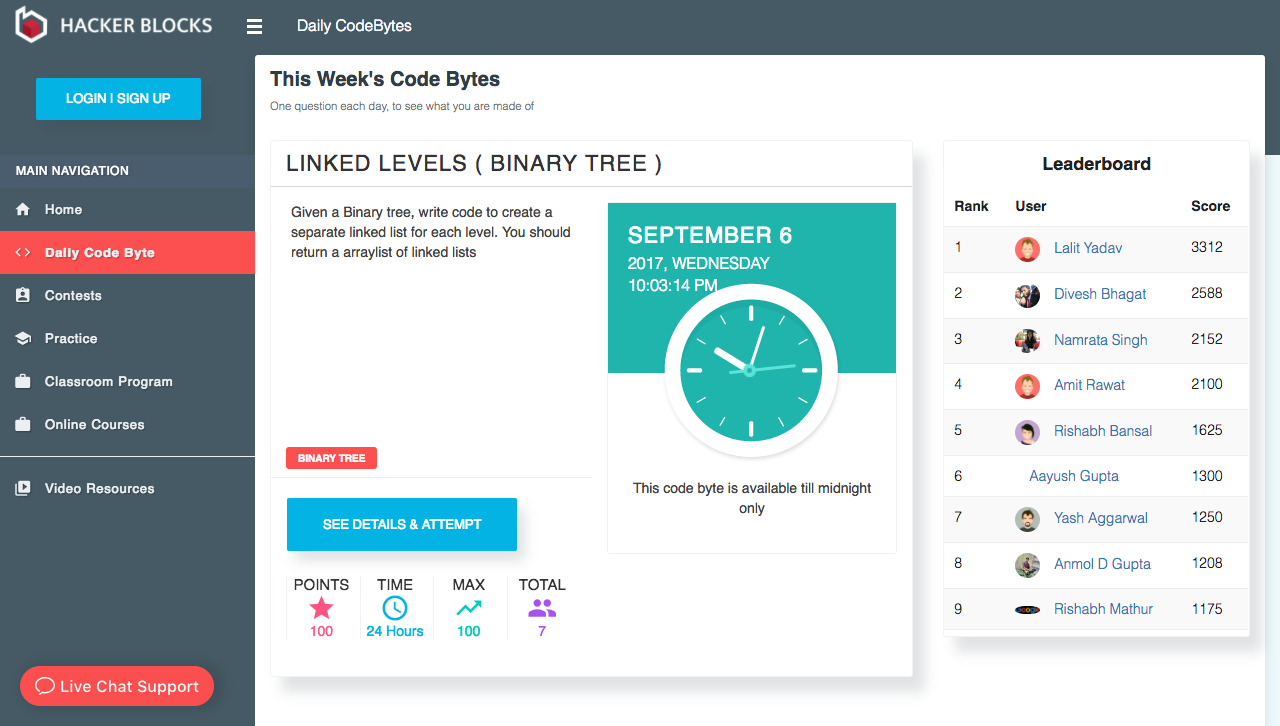 HACKER BLOCKS
Daily CodeBytes
LOGIN | SIGN UP
MAIN NAVIGATION
Home
Daily Code Byte
Contests
Practice
Classroom Program
Online Courses
Video Resources
Live Chat Support
This Week's Code Bytes
One question each day, to see what you are made of
LINKED LEVELS ( BINARY TREE )
Given a Binary tree, write code to create a
separate linked list for each level. You should
return a arraylist of linked lists
BINARY TREE
SEE DETAILS & ATTEMPT
POINTS TIME MAX TOTAL
100 24 Hours 100 7
SEPTEMBER 6
2017, WEDNESDAY
10:03:14 PM
This code byte is available till midnight
only
Leaderboard
Rank User Score
1 Lalit Yadav 3312
2 Divesh Bhagat 2588
3 Namrata Singh 2152
4 Amit Rawat 2100
5 Rishabh Bansal 1625
6 Aayush Gupta 1300
7 Yash Aggarwal 1250
8 Anmol D Gupta 1208
9 Rishabh Mathur 1175